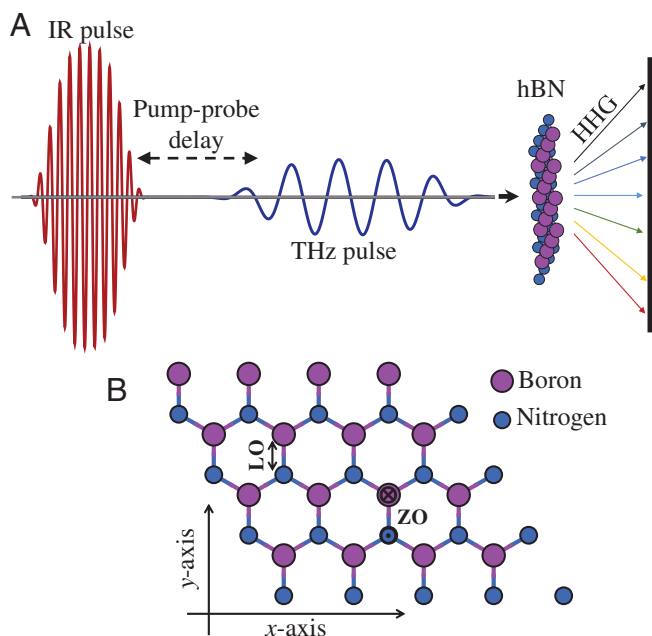 A
IR pulse
Pump-probe
delay
THz pulse
hBN
HHG
B
Boron
Nitrogen
LO
ZO
y-axis
x-axis